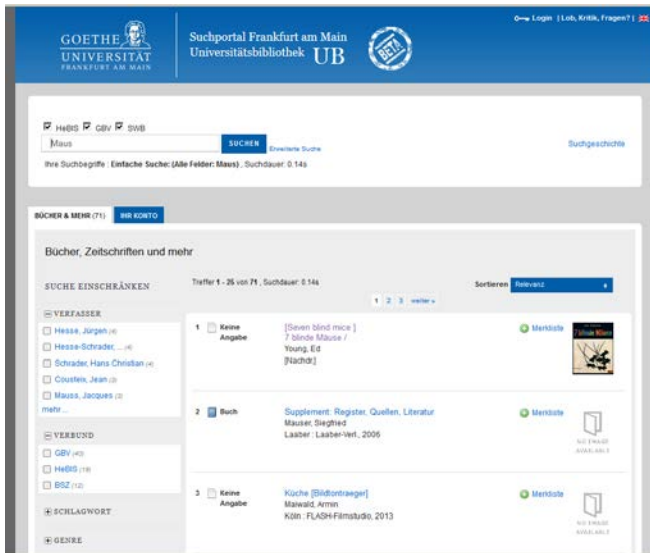 Login | Lob, Kritik, Fragen? |
GOETHE
UNIVERSITÄT
FRANKFURT AM MAIN
Suchportal Frankfurt am Main
Universitätsbibliothek UB
BETA
HeBIS GBV SWB
Maus
SUCHEN
Erweiterte Suche
Suchgeschichte
Ihre Suchbegriffe : Einfache Suche: (Alle Felder: Maus) , Suchdauer: 0.14s
BÜCHER & MEHR (71)
IHR KONTO
Bücher, Zeitschriften und mehr
SUCHE EINSCHRÄNKEN
Treffer 1 - 25 von 71 , Suchdauer: 0.14s
Sortieren Relevanz
1 2 3 weiter »
VERFASSER
Hesse, Jürgen (4)
Hesse-Schrader, ... (4)
Schrader, Hans Christian (4)
Cousteix, Jean (3)
Mauss, Jacques (3)
mehr ...
VERBUND
GBV (40)
HeBIS (19)
BSZ (12)
SCHLAGWORT
GENRE
1 Keine Angabe
[Seven blind mice ]
7 blinde Mäuse /
Young, Ed
[Nachdr.]
Merkliste
7 blinde Mäuse
2 Buch
Supplement: Register, Quellen, Literatur
Mauser, Siegfried
Laaber : Laaber-Verl., 2006
Merkliste
NO IMAGE
AVAILABLE
3 Keine Angabe
Küche [Bildtontraeger]
Maiwald, Armin
Köln : FLASH-Filmstudio, 2013
Merkliste
NO IMAGE
AVAILABLE